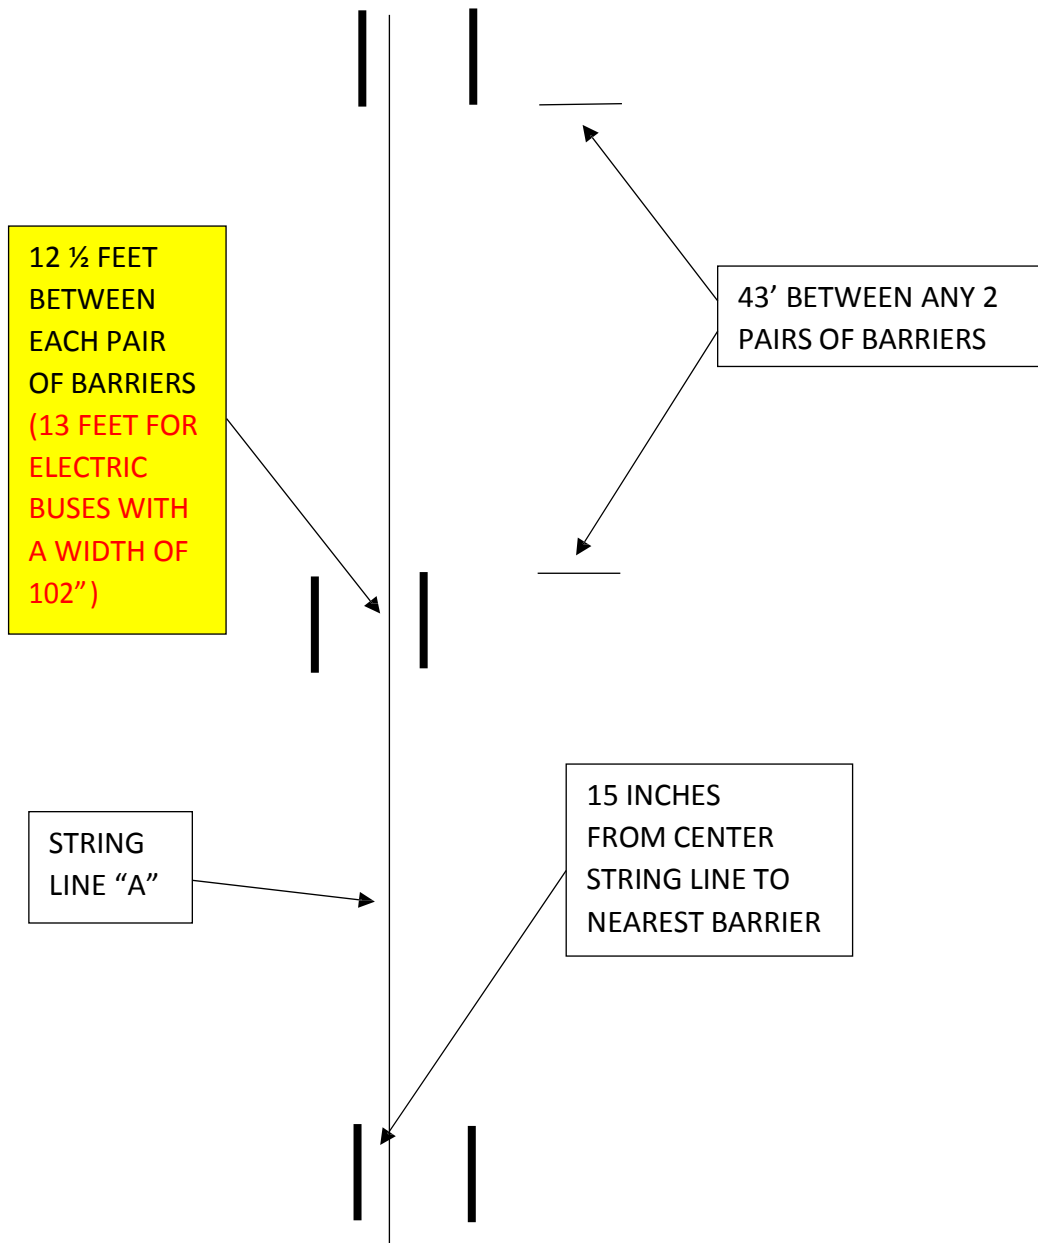 12 ½ FEET
BETWEEN
EACH PAIR
OF BARRIERS
(13 FEET FOR
ELECTRIC
BUSES WITH
A WIDTH OF
102”)
43’ BETWEEN ANY 2
PAIRS OF BARRIERS
STRING
LINE “A”
15 INCHES
FROM CENTER
STRING LINE TO
NEAREST BARRIER